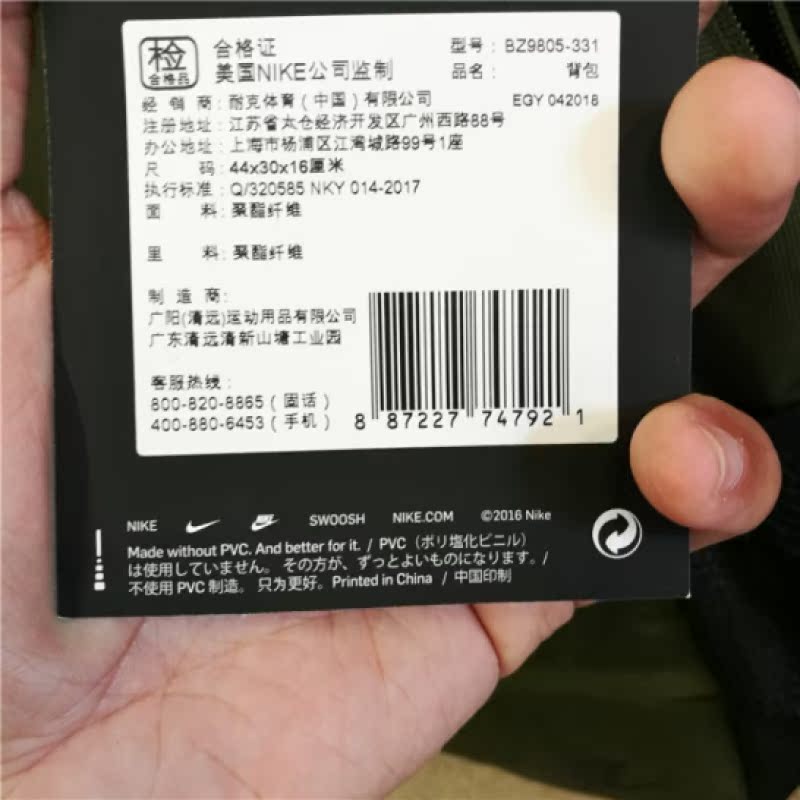 检
合格品
合格证
美国NIKE公司监制
型号：BZ9805-331
品名： 背包
经销商：耐克体育（中国）有限公司
EGY 042018
注册地址：江苏省太仓经济开发区广州西路88号
办公地址：上海市杨浦区江湾城路99号1座
尺 码：44x30x16厘米
执行标准：Q/320585 NKY 014-2017
面 料：聚酯纤维
里 料：聚酯纤维
制 造 商：
广阳(清远)运动用品有限公司
广东清远清新山塘工业园
客服热线：
800-820-8865（固话）
400-880-6453（手机）
8 87227 74792 1
NIKE SWOOSH NIKE.COM ©2016 Nike
Made without PVC. And better for it. / PVC（ポリ塩化ビニル）
は使用していません。その方が、ずっとよいものになります。/
不使用 PVC 制造。 只为更好。Printed in China / 中国印制